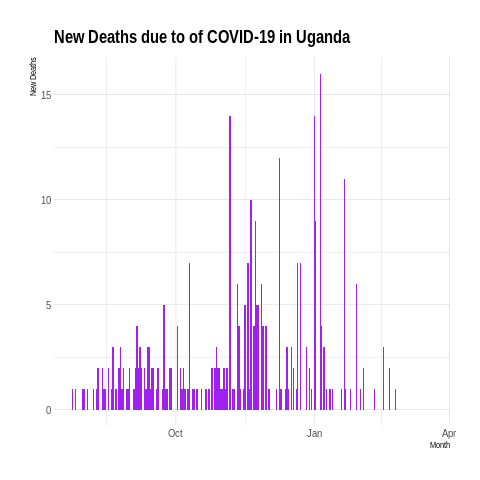 New Deaths due to of COVID-19 in Uganda
New Deaths
15
10
5
0
Oct
Jan
Apr
Month